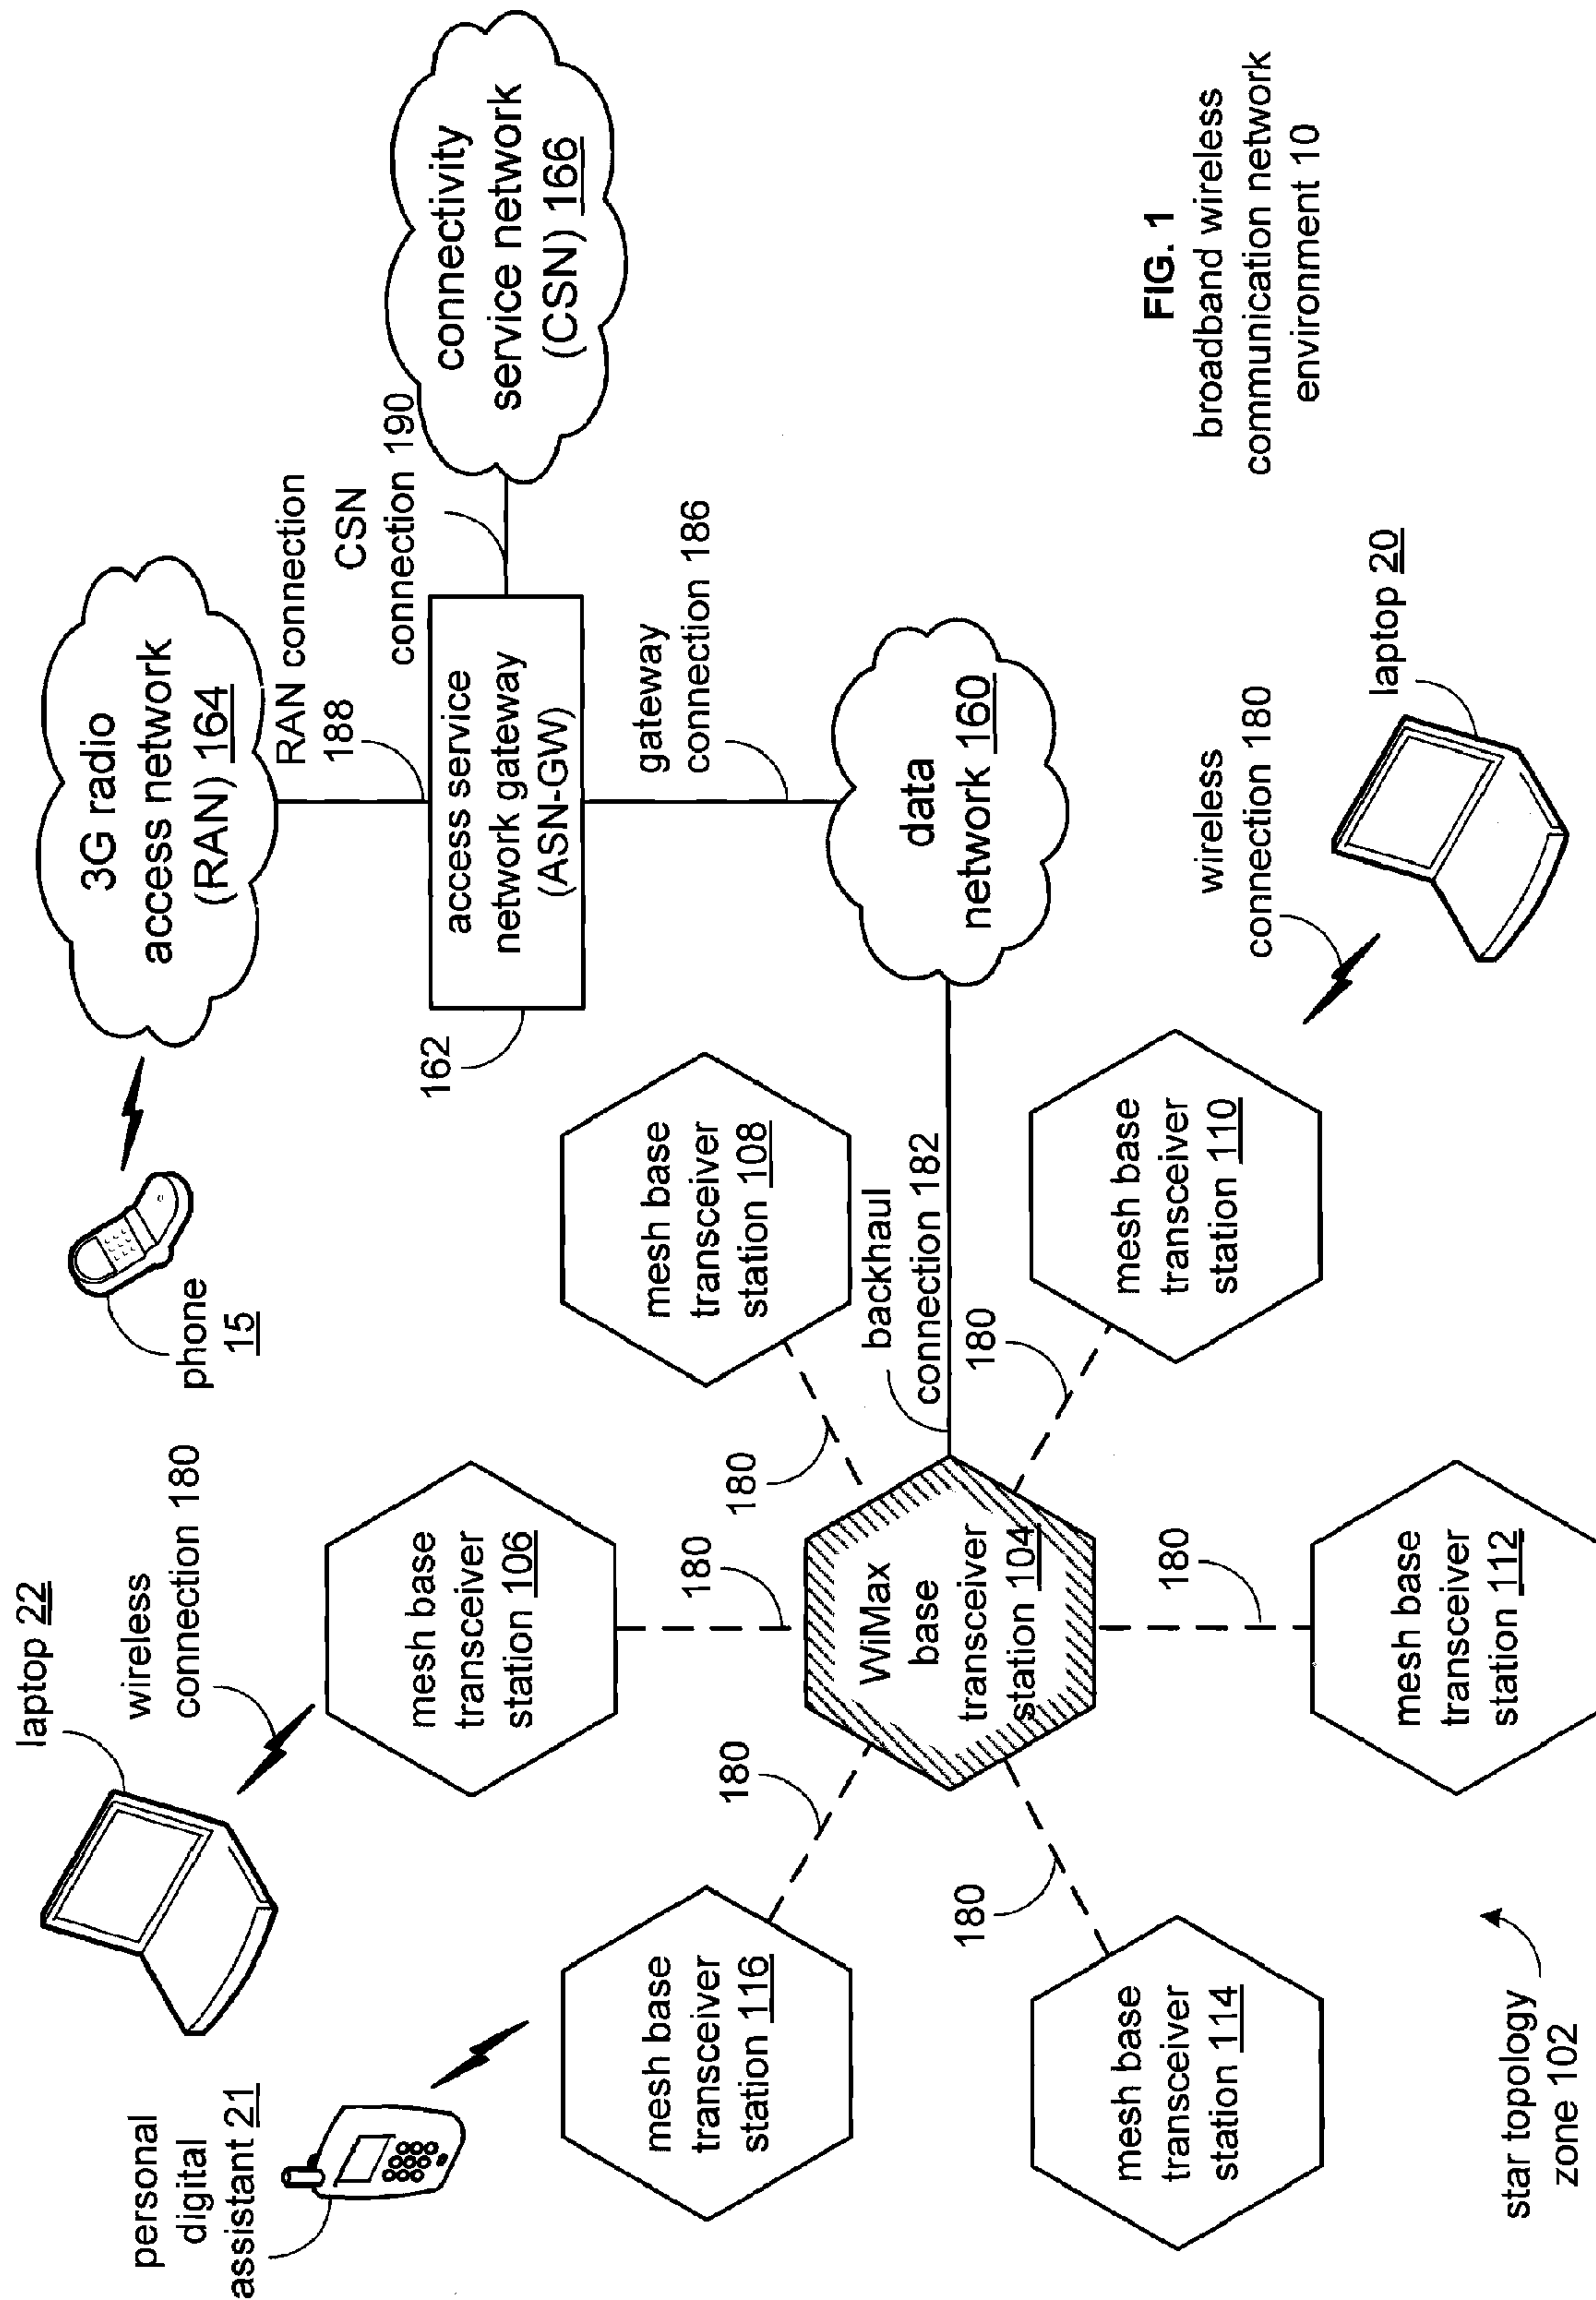 personal
digital
assistant 21
laptop 22
wireless
connection 180
phone
15
3G radio
access network
(RAN) 164
RAN connection
188
CSN
connection 190
connectivity
service network
(CSN) 166
162
access service
network gateway
(ASN-GW)
gateway
connection 186
mesh base
transceiver
station 106
mesh base
transceiver
station 108
mesh base
transceiver
station 116
180
180
180
backhaul
connection 182
data
network 160
WiMax
base
transceiver
station 104
180
180
180
mesh base
transceiver
station 110
mesh base
transceiver
station 114
mesh base
transceiver
station 112
wireless
connection 180
laptop 20
star topology
zone 102
FIG. 1
broadband wireless
communication network
environment 10